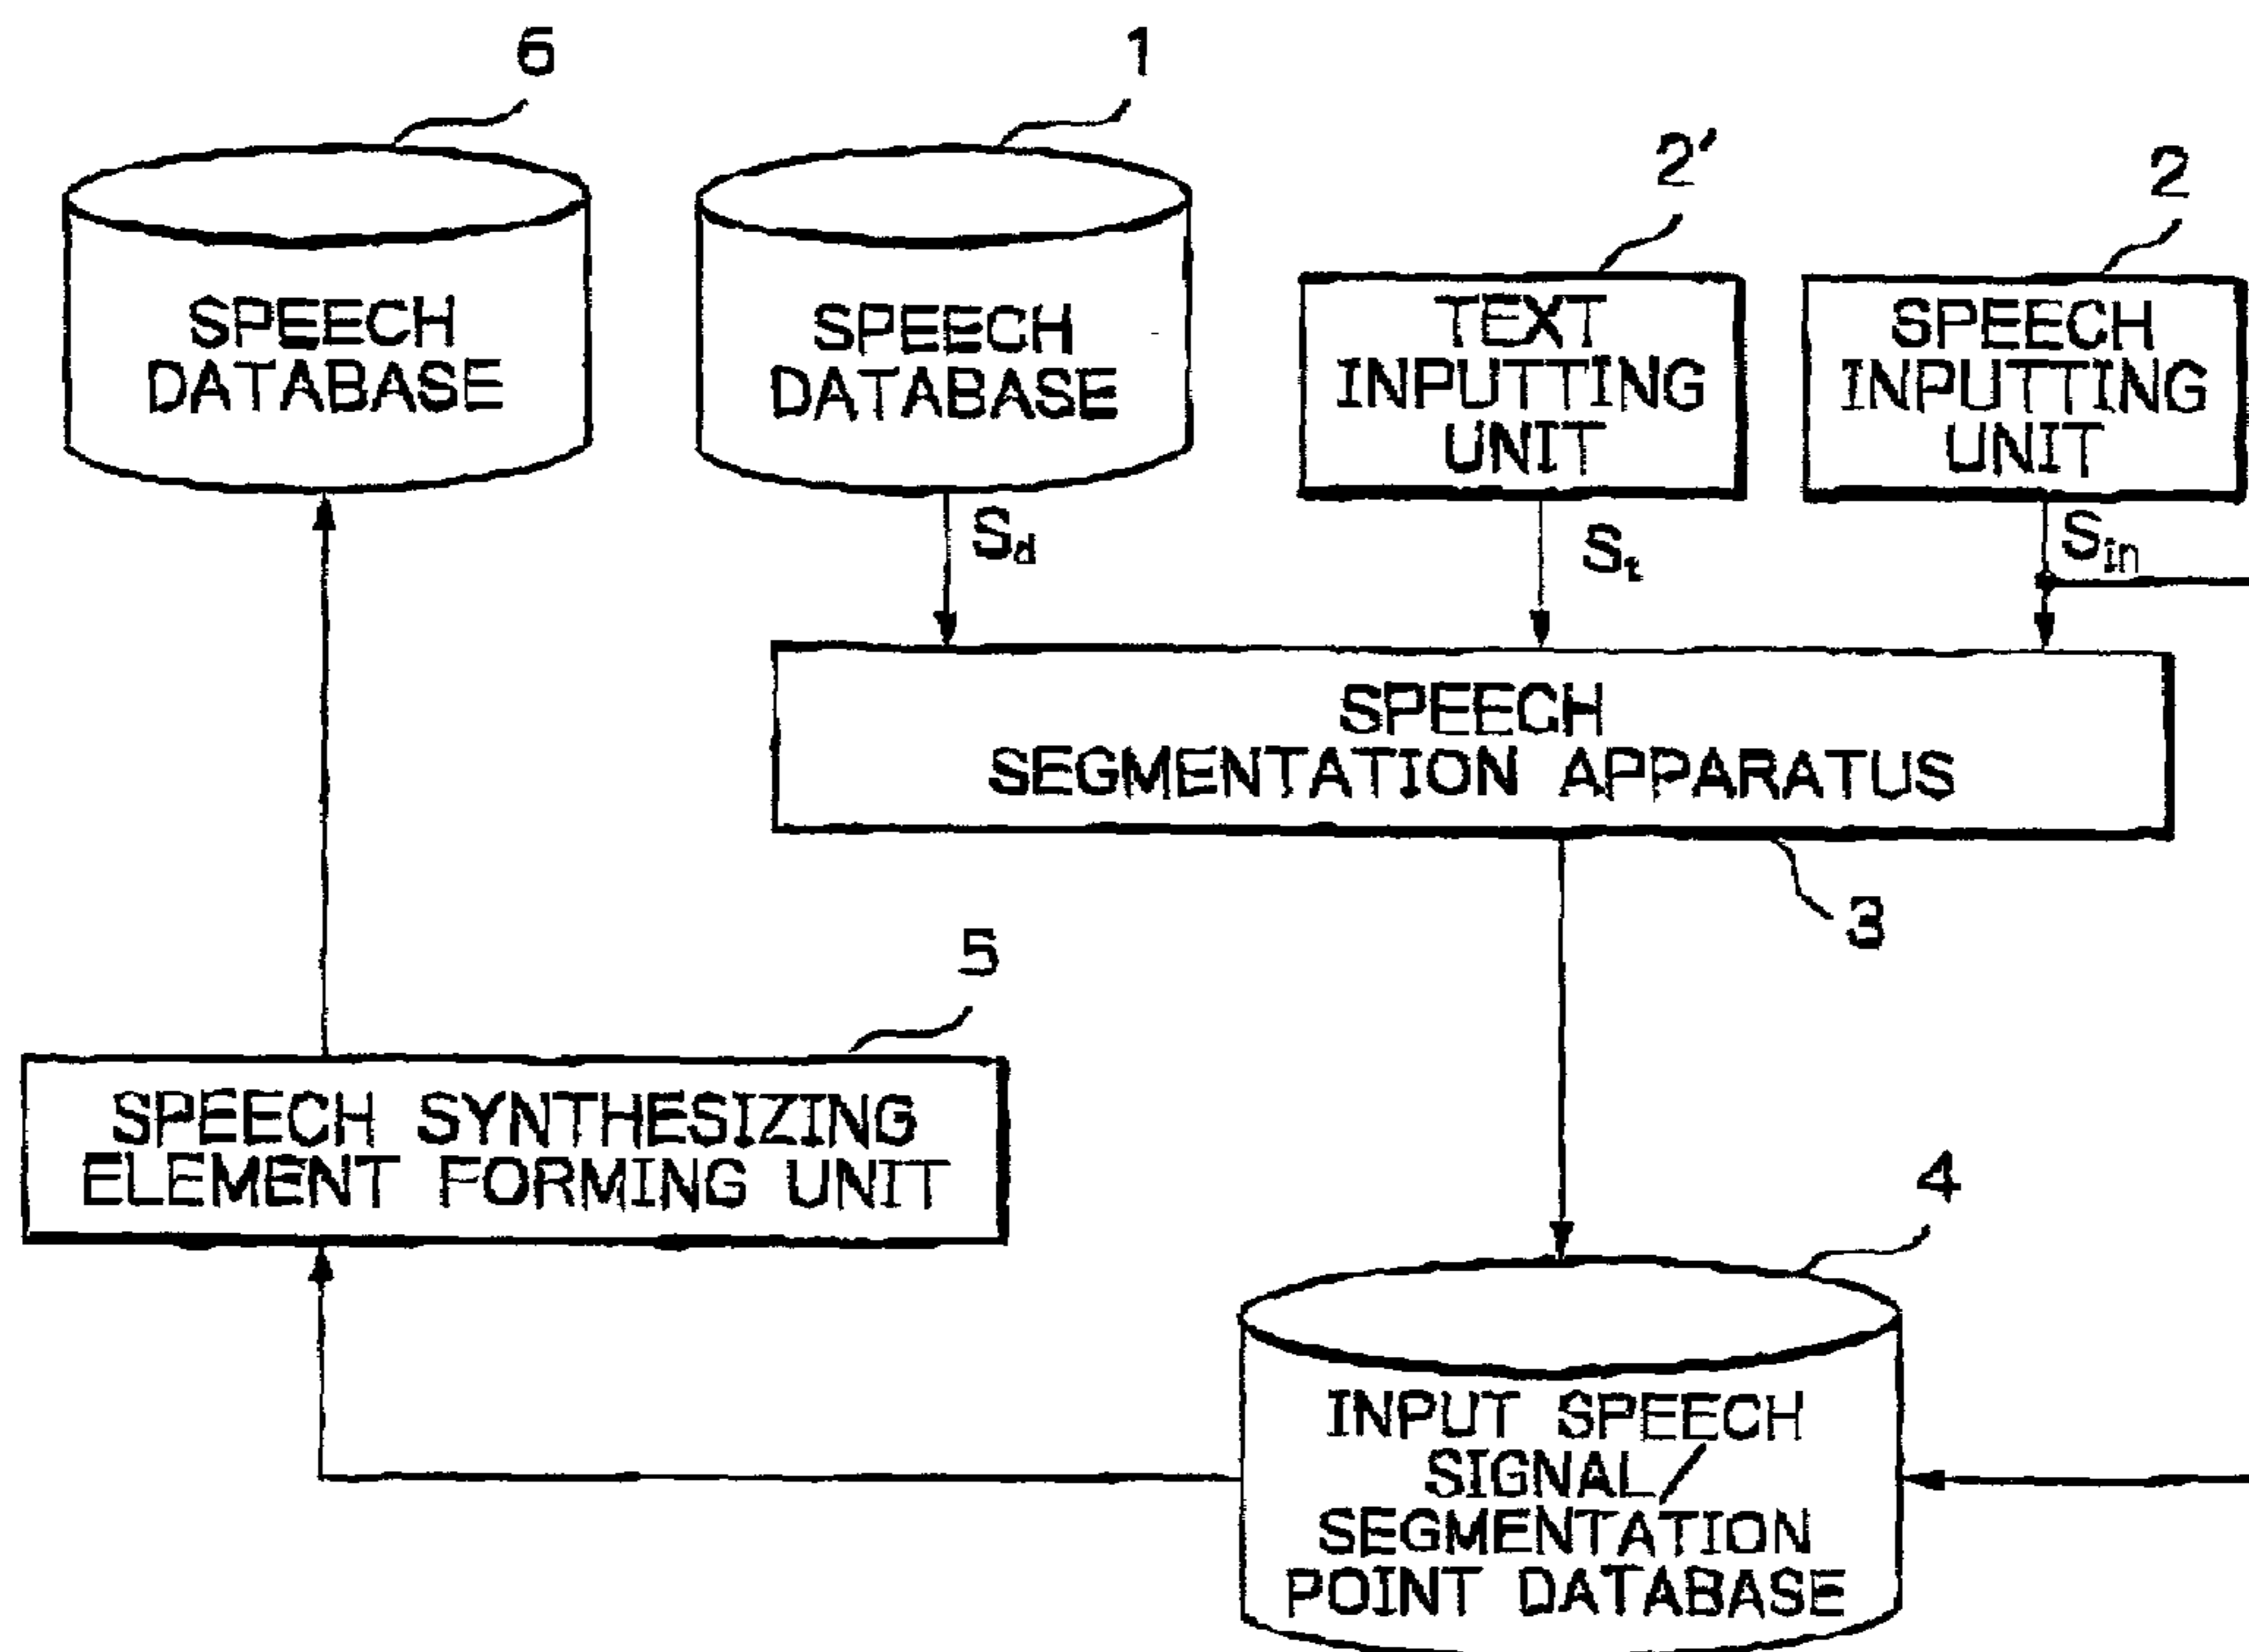 6
1
2′
2
SPEECH
DATABASE
SPEECH
DATABASE
TEXT
INPUTTING
UNIT
SPEECH
INPUTTING
UNIT
Sd
St
Sin
SPEECH
SEGMENTATION APPARATUS
3
5
SPEECH SYNTHESIZING
ELEMENT FORMING UNIT
4
INPUT SPEECH
SIGNAL/
SEGMENTATION
POINT DATABASE